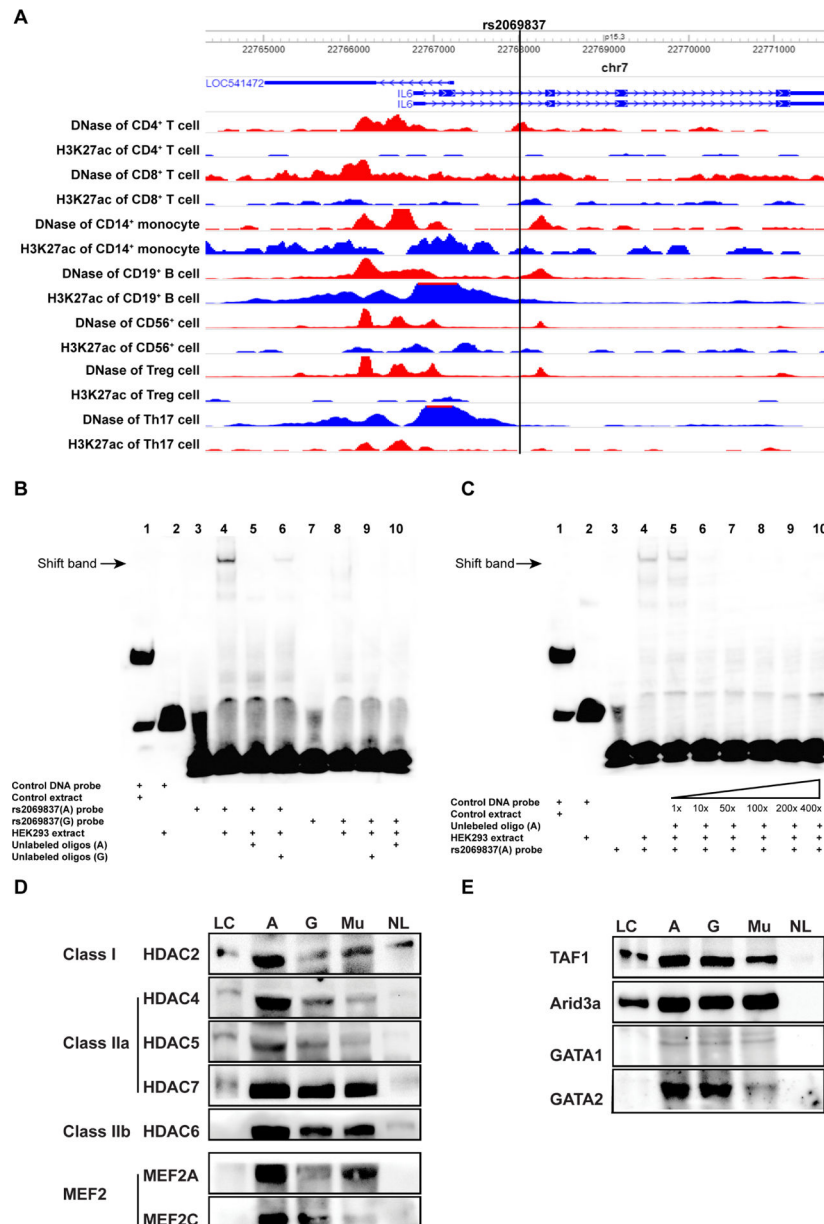 A
rs2069837
p15.3
22765000 22766000 22767000 22768000 22769000 22770000 22771000
chr7
LOC541472
IL6
IL6
DNase of CD4⁺ T cell
H3K27ac of CD4⁺ T cell
DNase of CD8⁺ T cell
H3K27ac of CD8⁺ T cell
DNase of CD14⁺ monocyte
H3K27ac of CD14⁺ monocyte
DNase of CD19⁺ B cell
H3K27ac of CD19⁺ B cell
DNase of CD56⁺ cell
H3K27ac of CD56⁺ cell
DNase of Treg cell
H3K27ac of Treg cell
DNase of Th17 cell
H3K27ac of Th17 cell
B
1 2 3 4 5 6 7 8 9 10
Shift band
Control DNA probe + +
Control extract +
rs2069837(A) probe + + + +
rs2069837(G) probe + + + +
HEK293 extract + + + + + + +
Unlabled oligos (A) + +
Unlabeled oligos (G) + +
C
1 2 3 4 5 6 7 8 9 10
Shift band
1x 10x 50x 100x 200x 400x
Control DNA probe + +
Control extract +
Unlabeled oligo (A) + + + + + +
HEK293 extract + + + + + + + +
rs2069837(A) probe + + + + + + + +
D
LC A G Mu NL
Class I HDAC2
HDAC4
Class IIa HDAC5
HDAC7
Class IIb HDAC6
MEF2A
MEF2
MEF2C
E
LC A G Mu NL
TAF1
Arid3a
GATA1
GATA2